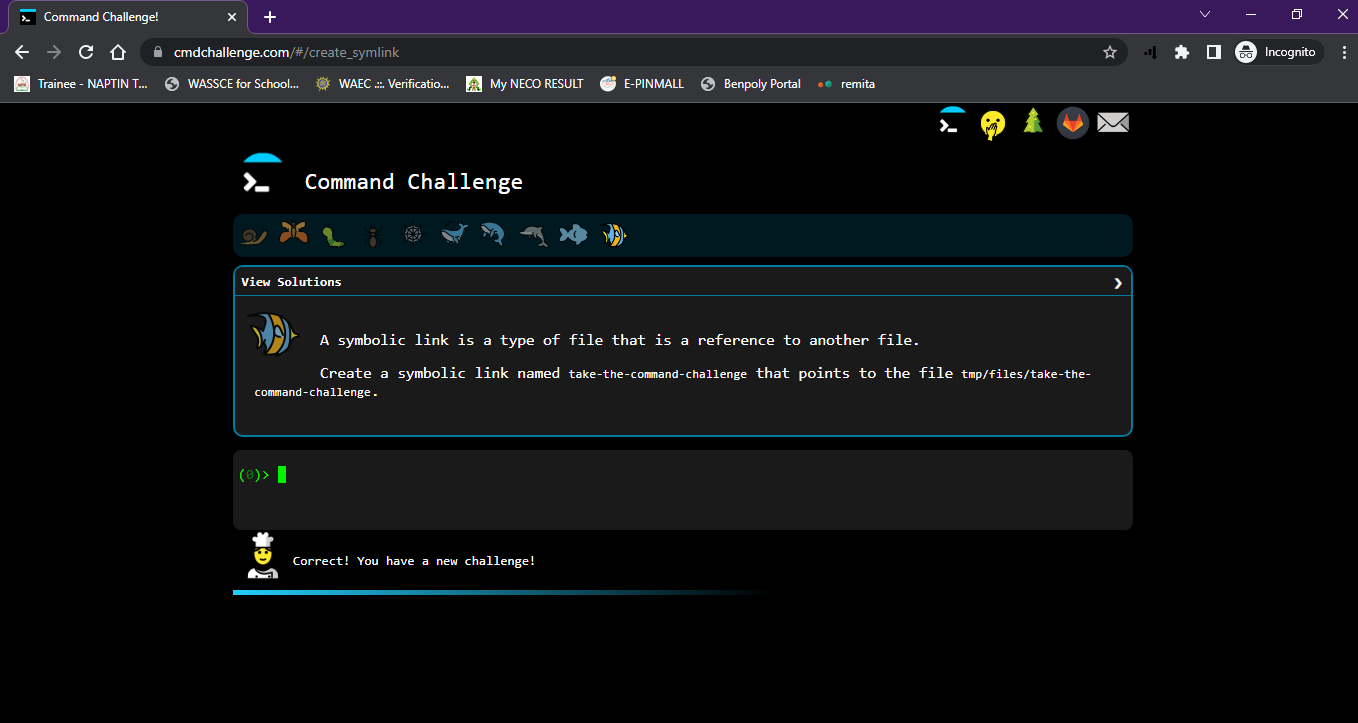 Command Challenge!
cmdchallenge.com/#/create_symlink
Incognito
Trainee - NAPTIN T... WASSCE for School... WAEC .::. Verificatio... My NECO RESULT E-PINMALL Benpoly Portal remita
Command Challenge
View Solutions
A symbolic link is a type of file that is a reference to another file.
Create a symbolic link named take-the-command-challenge that points to the file tmp/files/take-the-
command-challenge.
(0)>
Correct! You have a new challenge!